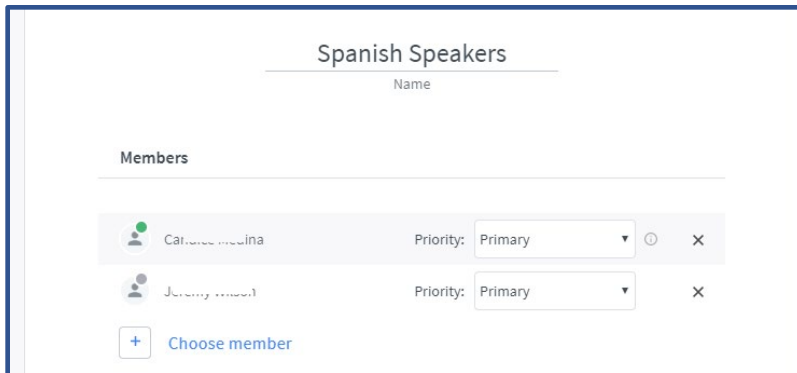 Spanish Speakers
Name
Members
Priority: Primary
Priority: Primary
+ Choose member